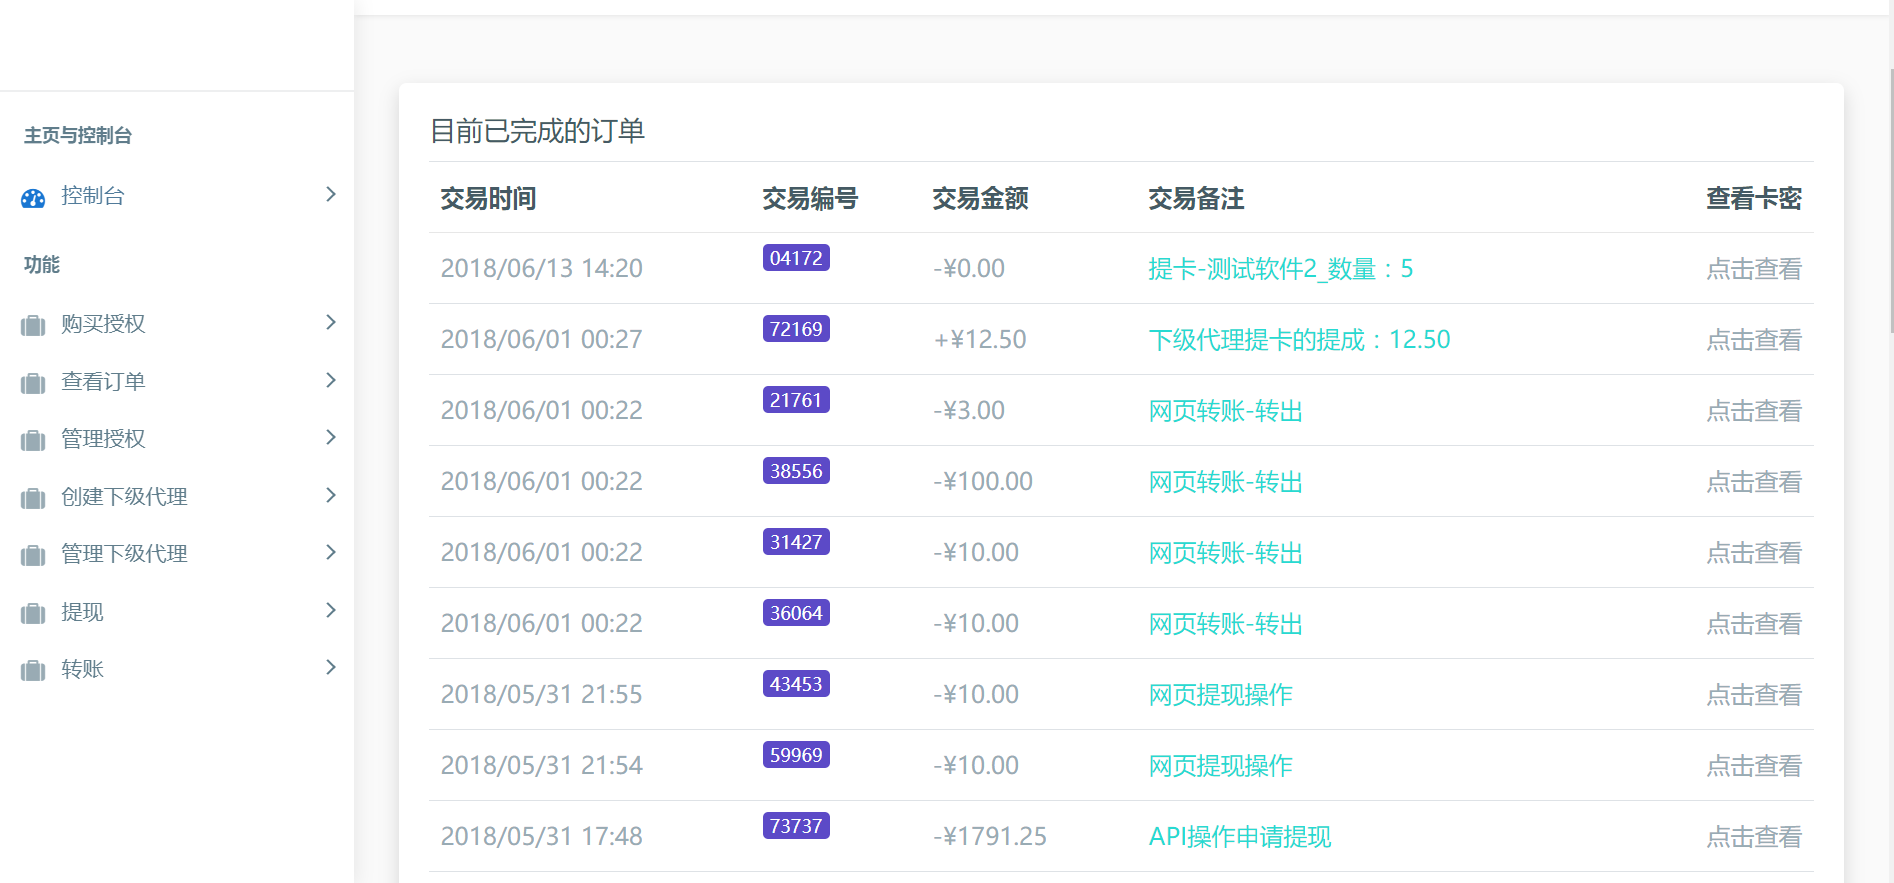 主页与控制台
控制台
功能
购买授权
查看订单
管理授权
创建下级代理
管理下级代理
提现
转账
目前已完成的订单
交易时间 交易编号 交易金额 交易备注 查看卡密
2018/06/13 14:20 04172 -¥0.00 提卡-测试软件2_数量：5 点击查看
2018/06/01 00:27 72169 +¥12.50 下级代理提卡的提成：12.50 点击查看
2018/06/01 00:22 21761 -¥3.00 网页转账-转出 点击查看
2018/06/01 00:22 38556 -¥100.00 网页转账-转出 点击查看
2018/06/01 00:22 31427 -¥10.00 网页转账-转出 点击查看
2018/06/01 00:22 36064 -¥10.00 网页转账-转出 点击查看
2018/05/31 21:55 43453 -¥10.00 网页提现操作 点击查看
2018/05/31 21:54 59969 -¥10.00 网页提现操作 点击查看
2018/05/31 17:48 73737 -¥1791.25 API操作申请提现 点击查看